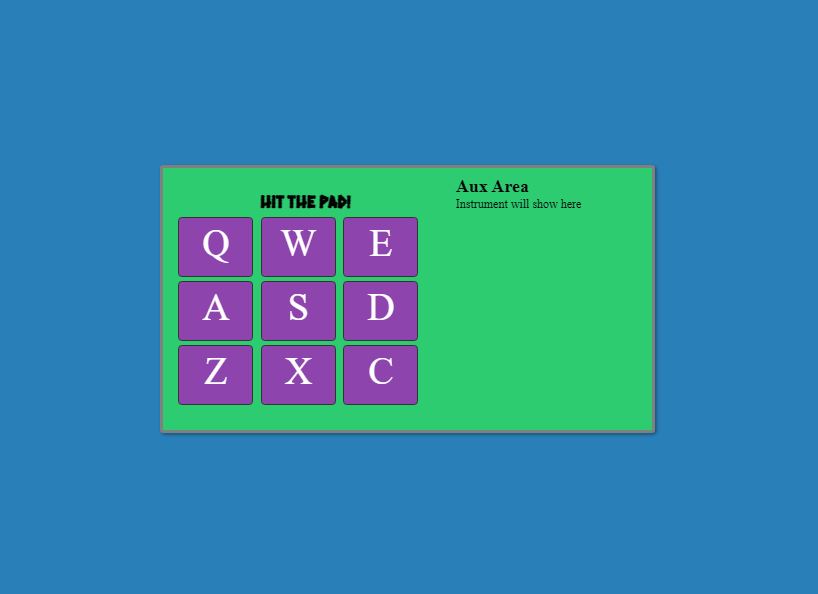 HIT THE PAD!
Q W E
A S D
Z X C
Aux Area
Instrument will show here